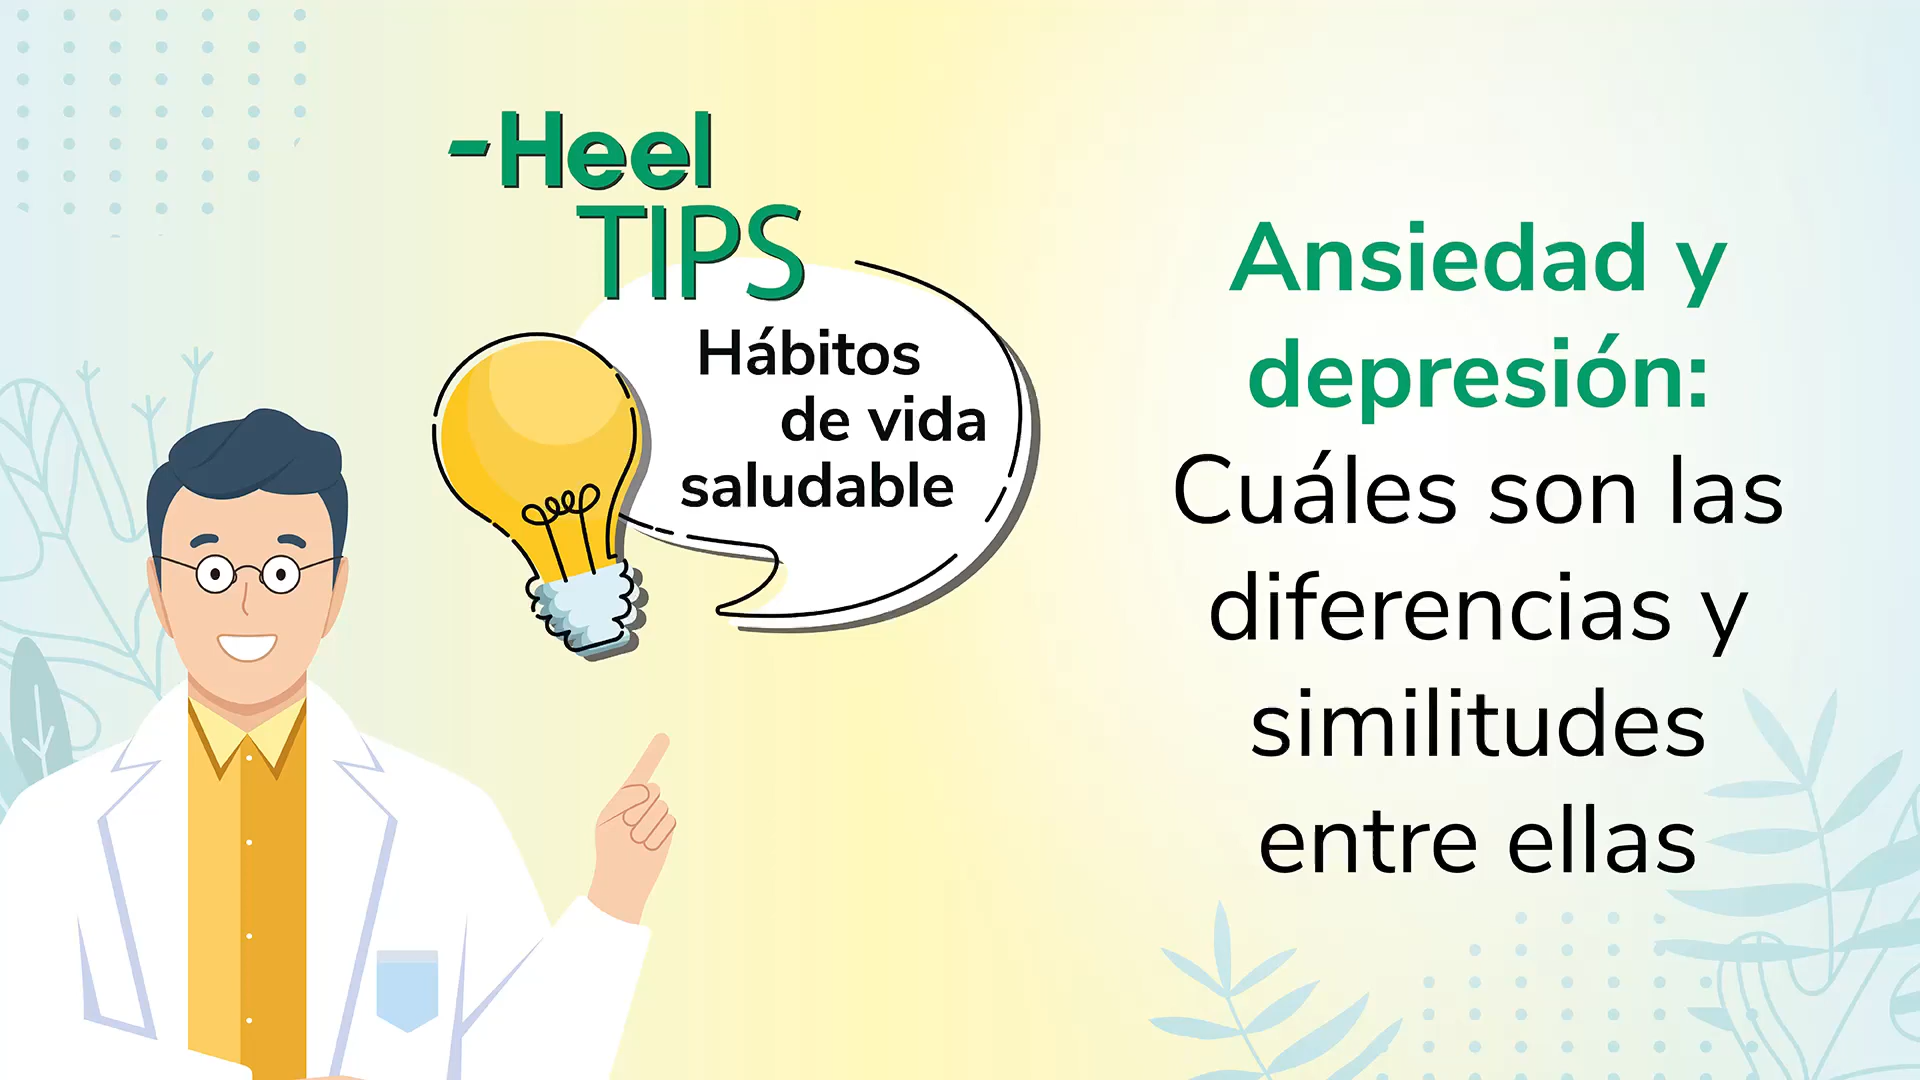 -Heel
TIPS
Hábitos
de vida
saludable
Ansiedad y
depresión:
Cuáles son las
diferencias y
similitudes
entre ellas